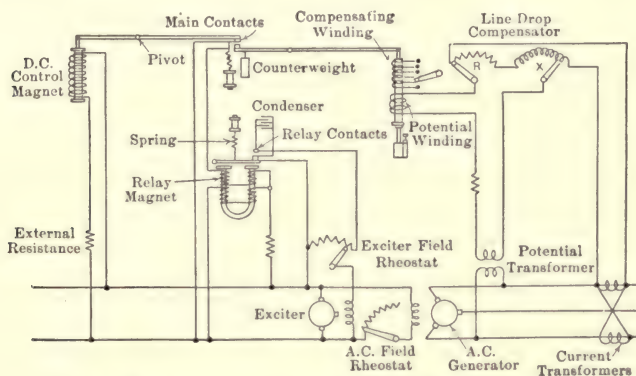 Main Contacts
Compensating
Winding
Line Drop
Compensator
Pivot
D.C.
Control
Magnet
Counterweight
R
X
Condenser
Spring
Relay Contacts
Potential
Winding
Relay
Magnet
External
Resistance
Exciter Field
Rheostat
Potential
Transformer
Exciter
A.C. Field
Rheostat
A.C.
Generator
Current
Transformers